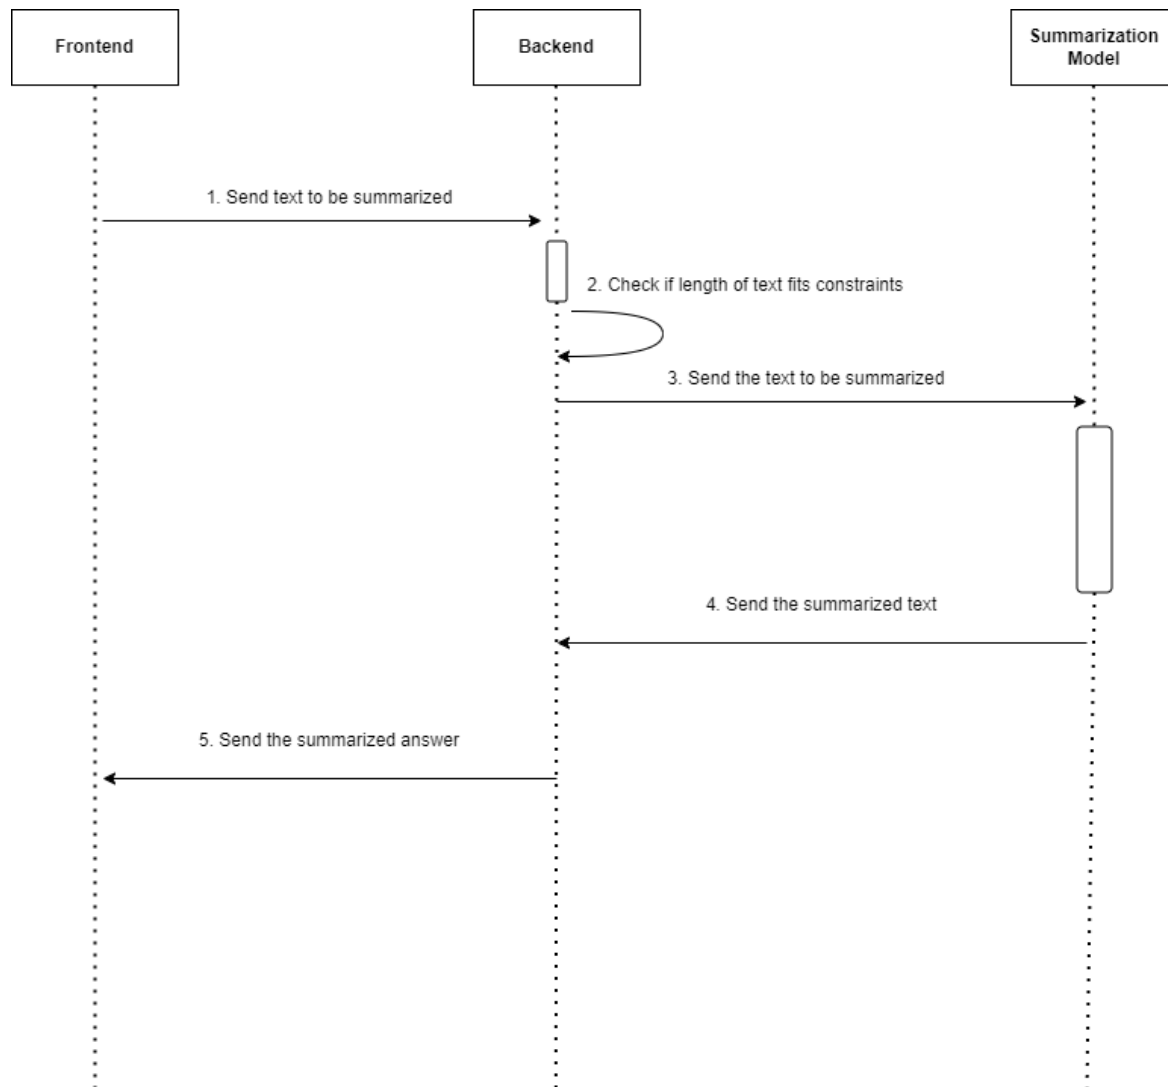 Frontend
Backend
Summarization
Model
1. Send text to be summarized
2. Check if length of text fits constraints
3. Send the text to be summarized
4. Send the summarized text
5. Send the summarized answer